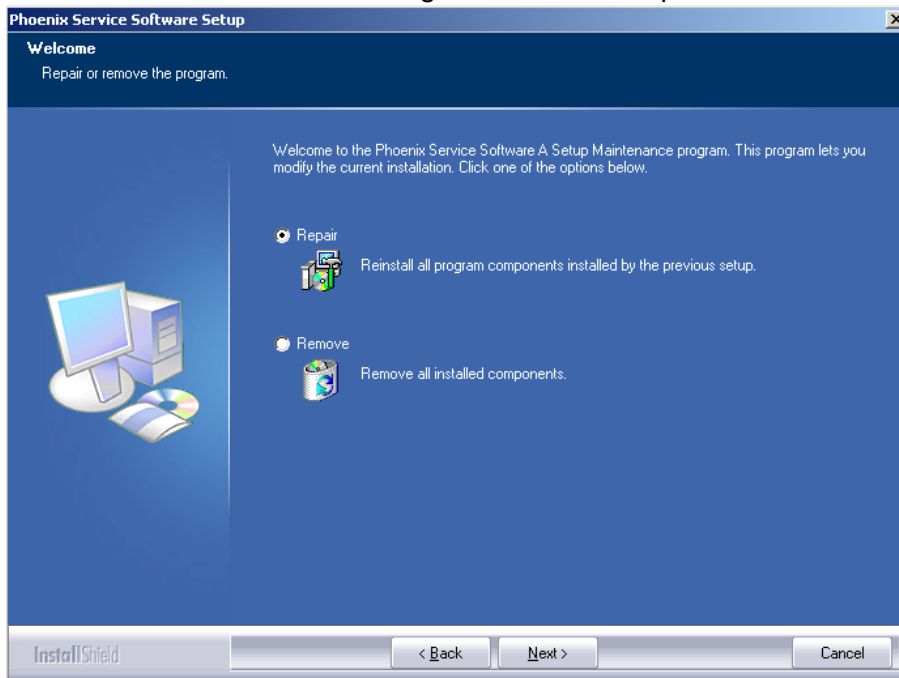 Phoenix Service Software Setup
Welcome
Repair or remove the program.
Welcome to the Phoenix Service Software A Setup Maintenance program. This program lets you
modify the current installation. Click one of the options below.
Repair
Reinstall all program components installed by the previous setup.
Remove
Remove all installed components.
InstallShield
< Back
Next >
Cancel